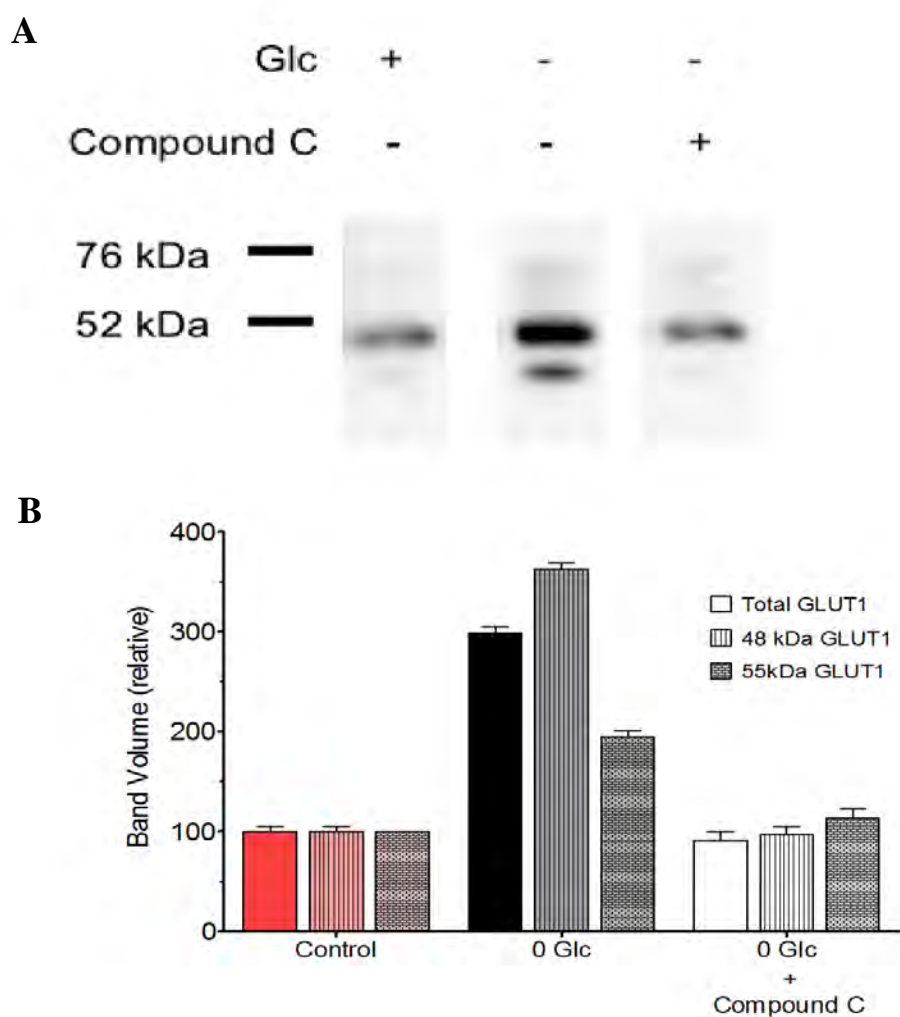 A
Glc + - -
Compound C - - +
76 kDa
52 kDa
B
400
300
200
100
0
Band Volume (relative)
Total GLUT1
48 kDa GLUT1
55kDa GLUT1
Control
0 Glc
0 Glc
+
Compound C